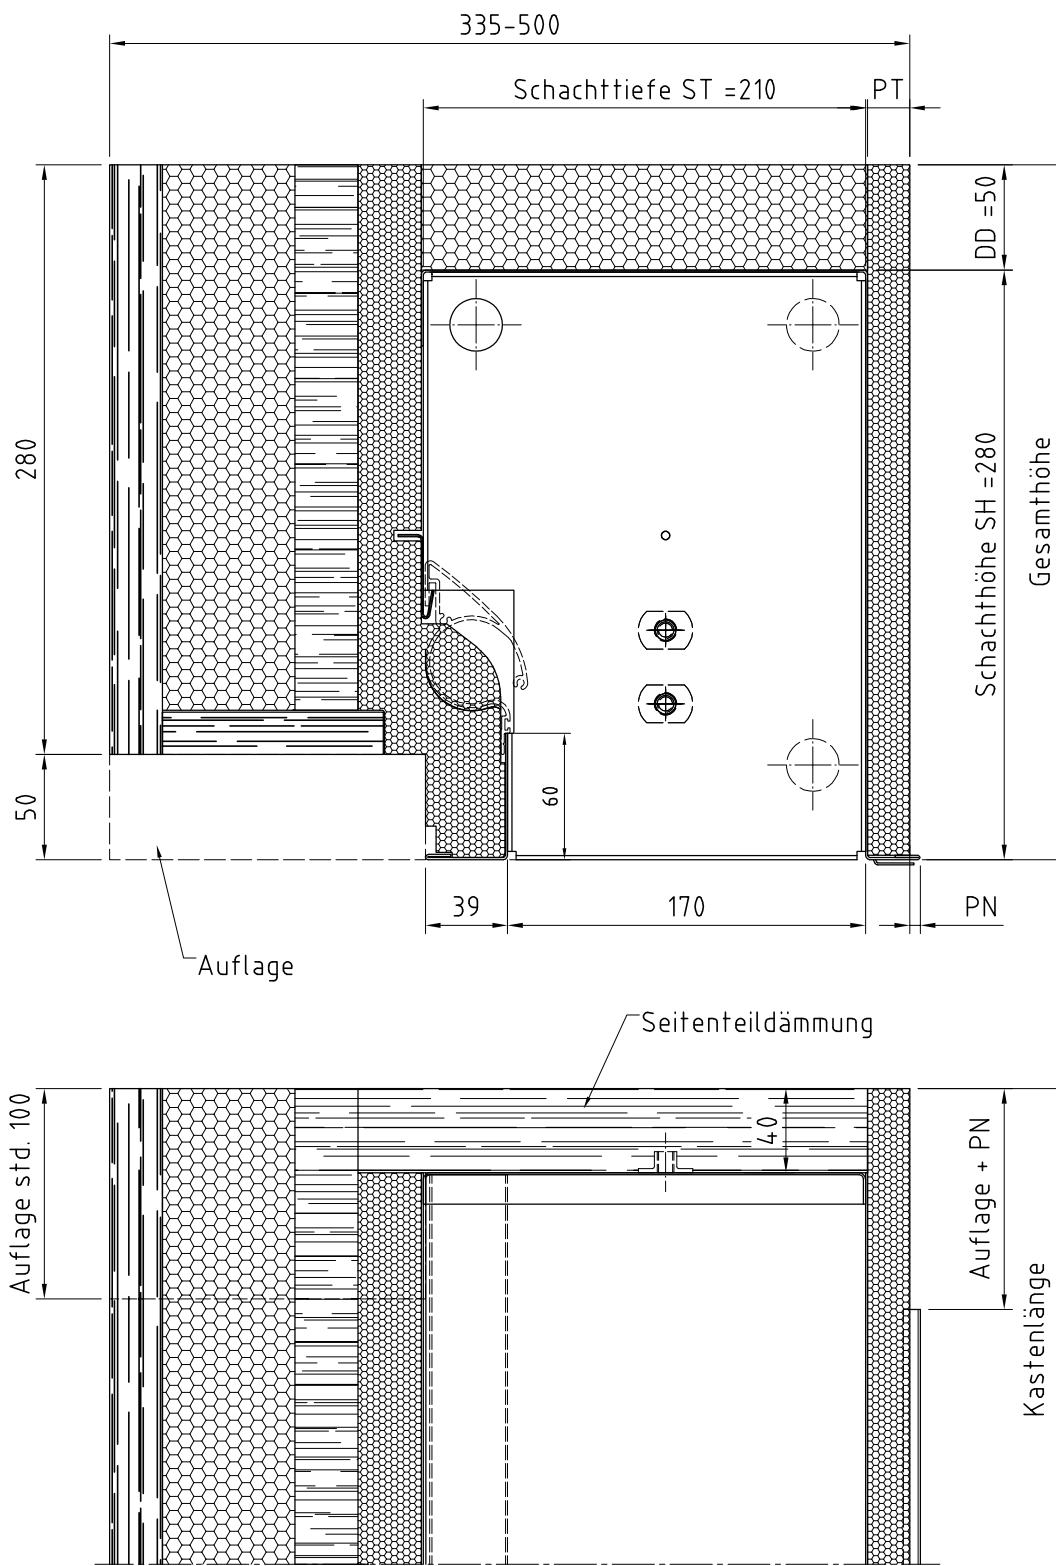 335-500
Schachttiefe ST =210
PT
DD =50
280
Schachthöhe SH =280
Gesamthöhe
50
60
39
170
PN
Auflage
Seitenteildämmung
Auflage std. 100
40
Auflage + PN
Kastenlänge